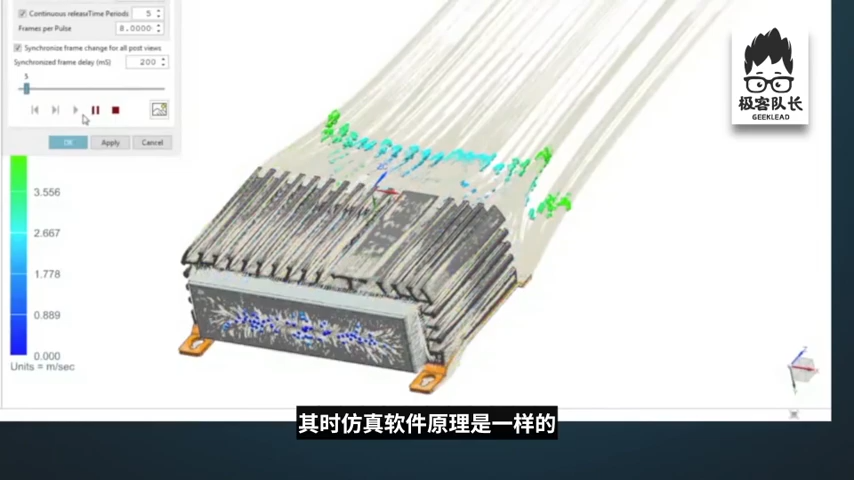 Continuous release
Time Periods
5
Frames per Pulse
8.0000
Synchronize frame change for all post views
Synchronized frame delay (mS)
200
5
OK
Apply
Cancel
极客队长
GEEKLEAD
3.556
2.667
1.778
0.889
0.000
Units = m/sec
其时仿真软件原理是一样的